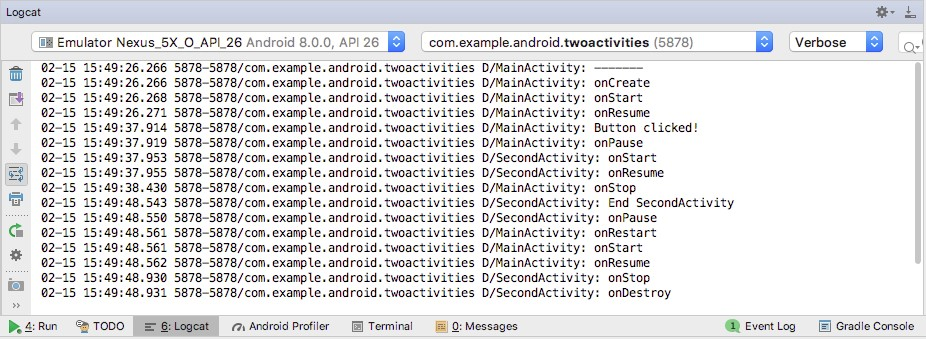 Logcat
Emulator Nexus_5X_O_API_26 Android 8.0.0, API 26 com.example.android.twoactivities (5878) Verbose
02-15 15:49:26.266 5878-5878/com.example.android.twoactivities D/MainActivity: -------
02-15 15:49:26.266 5878-5878/com.example.android.twoactivities D/MainActivity: onCreate
02-15 15:49:26.268 5878-5878/com.example.android.twoactivities D/MainActivity: onStart
02-15 15:49:26.271 5878-5878/com.example.android.twoactivities D/MainActivity: onResume
02-15 15:49:37.914 5878-5878/com.example.android.twoactivities D/MainActivity: Button clicked!
02-15 15:49:37.919 5878-5878/com.example.android.twoactivities D/MainActivity: onPause
02-15 15:49:37.953 5878-5878/com.example.android.twoactivities D/SecondActivity: onStart
02-15 15:49:37.955 5878-5878/com.example.android.twoactivities D/SecondActivity: onResume
02-15 15:49:38.430 5878-5878/com.example.android.twoactivities D/MainActivity: onStop
02-15 15:49:48.543 5878-5878/com.example.android.twoactivities D/SecondActivity: End SecondActivity
02-15 15:49:48.550 5878-5878/com.example.android.twoactivities D/SecondActivity: onPause
02-15 15:49:48.561 5878-5878/com.example.android.twoactivities D/MainActivity: onRestart
02-15 15:49:48.561 5878-5878/com.example.android.twoactivities D/MainActivity: onStart
02-15 15:49:48.562 5878-5878/com.example.android.twoactivities D/MainActivity: onResume
02-15 15:49:48.930 5878-5878/com.example.android.twoactivities D/SecondActivity: onStop
02-15 15:49:48.931 5878-5878/com.example.android.twoactivities D/SecondActivity: onDestroy
4: Run TODO 6: Logcat Android Profiler Terminal 0: Messages 1 Event Log Gradle Console